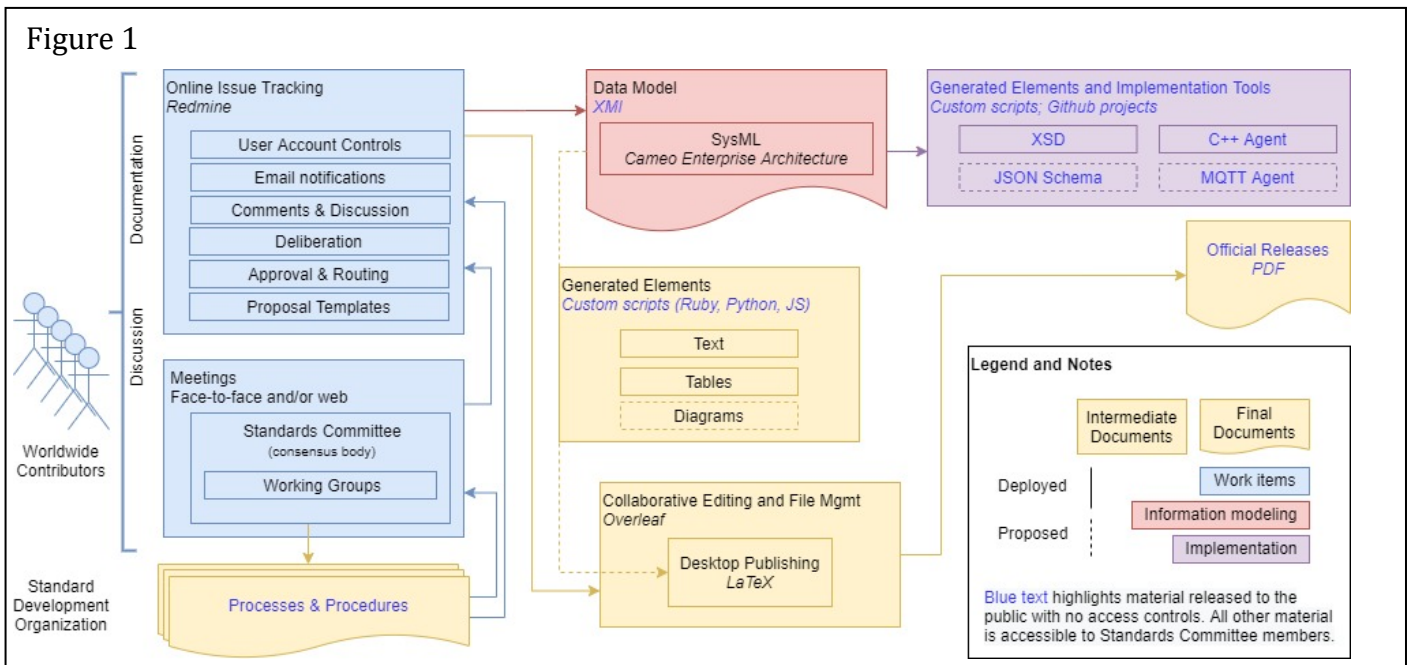 Figure 1
Documentation
Discussion
Worldwide
Contributors
Standard
Development
Organization
Online Issue Tracking
Redmine
User Account Controls
Email notifications
Comments & Discussion
Deliberation
Approval & Routing
Proposal Templates
Meetings
Face-to-face and/or web
Standards Committee
(consensus body)
Working Groups
Processes & Procedures
Data Model
XMI
SysML
Cameo Enterprise Architecture
Generated Elements and Implementation Tools
Custom scripts; Github projects
XSD
C++ Agent
JSON Schema
MQTT Agent
Generated Elements
Custom scripts (Ruby, Python, JS)
Text
Tables
Diagrams
Collaborative Editing and File Mgmt
Overleaf
Desktop Publishing
LaTeX
Official Releases
PDF
Legend and Notes
Intermediate
Documents
Final
Documents
Deployed
Proposed
Work items
Information modeling
Implementation
Blue text highlights material released to the
public with no access controls. All other material
is accessible to Standards Committee members.